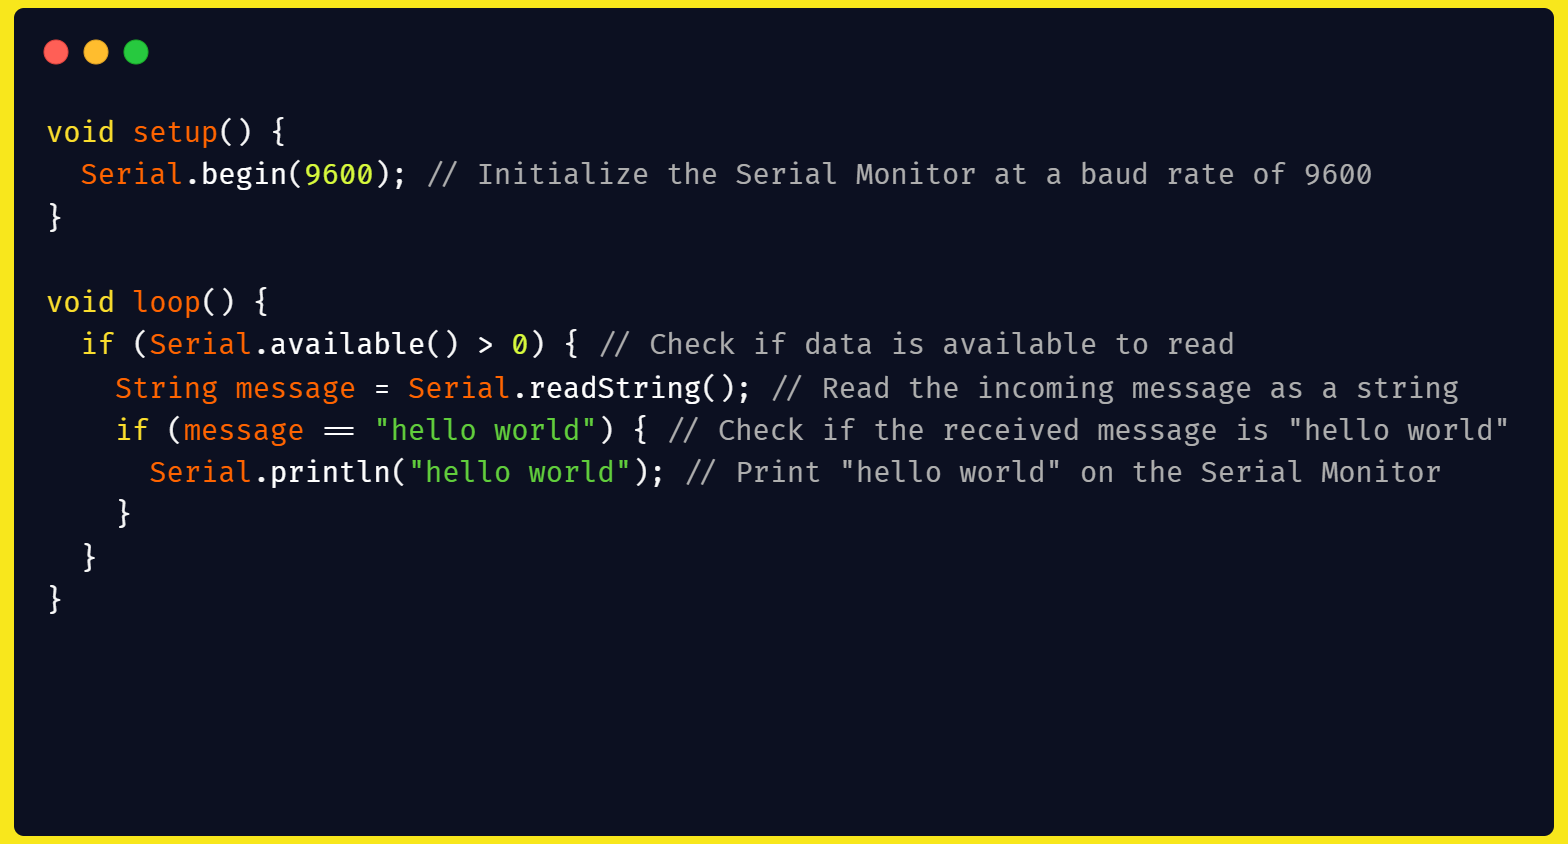 void setup() {
  Serial.begin(9600); // Initialize the Serial Monitor at a baud rate of 9600
}

void loop() {
  if (Serial.available() > 0) { // Check if data is available to read
    String message = Serial.readString(); // Read the incoming message as a string
    if (message == "hello world") { // Check if the received message is "hello world"
      Serial.println("hello world"); // Print "hello world" on the Serial Monitor
    }
  }
}